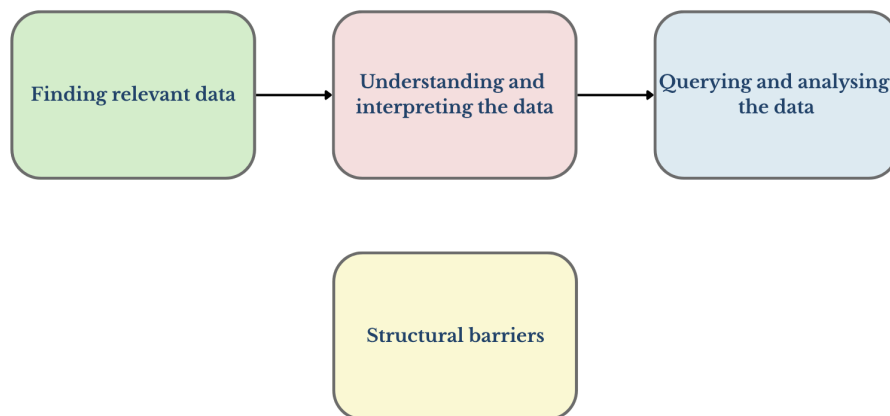 Finding relevant data
Understanding and
interpreting the data
Querying and analysing
the data
Structural barriers